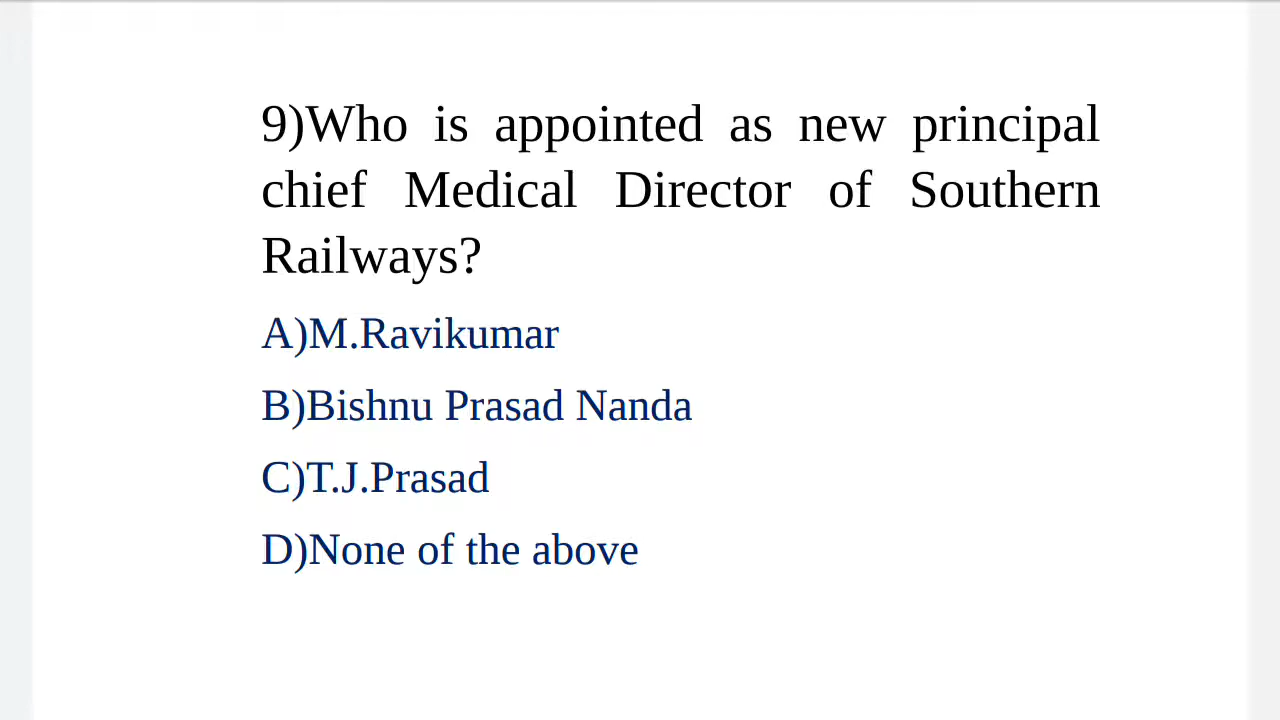 9)Who is appointed as new principal
chief Medical Director of Southern
Railways?
A)M.Ravikumar
B)Bishnu Prasad Nanda
C)T.J.Prasad
D)None of the above